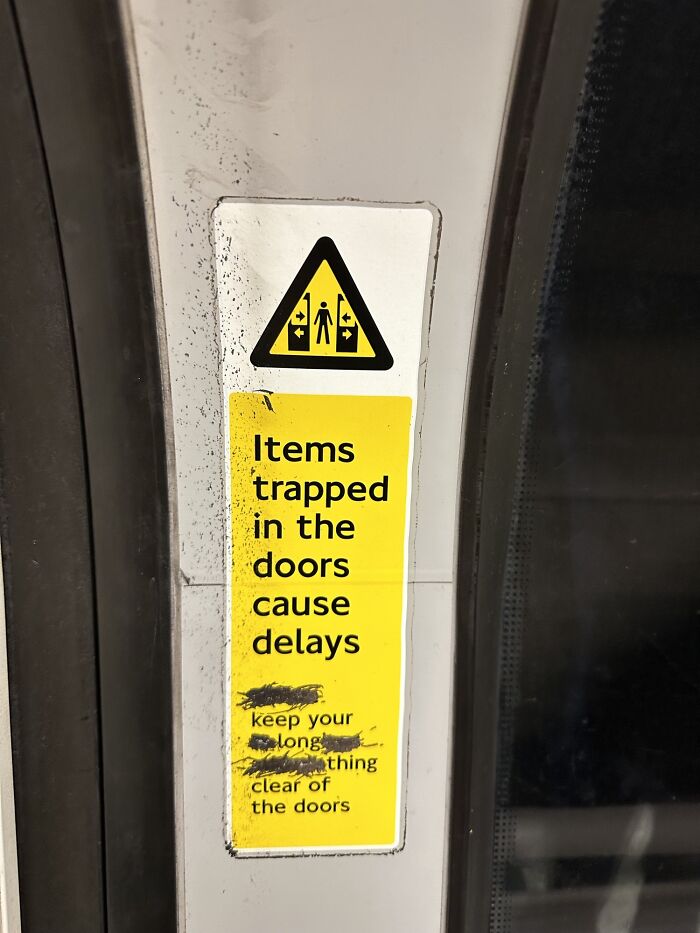 Items
trapped
in the
doors
cause
delays
keep your
long
thing
clear of
the doors